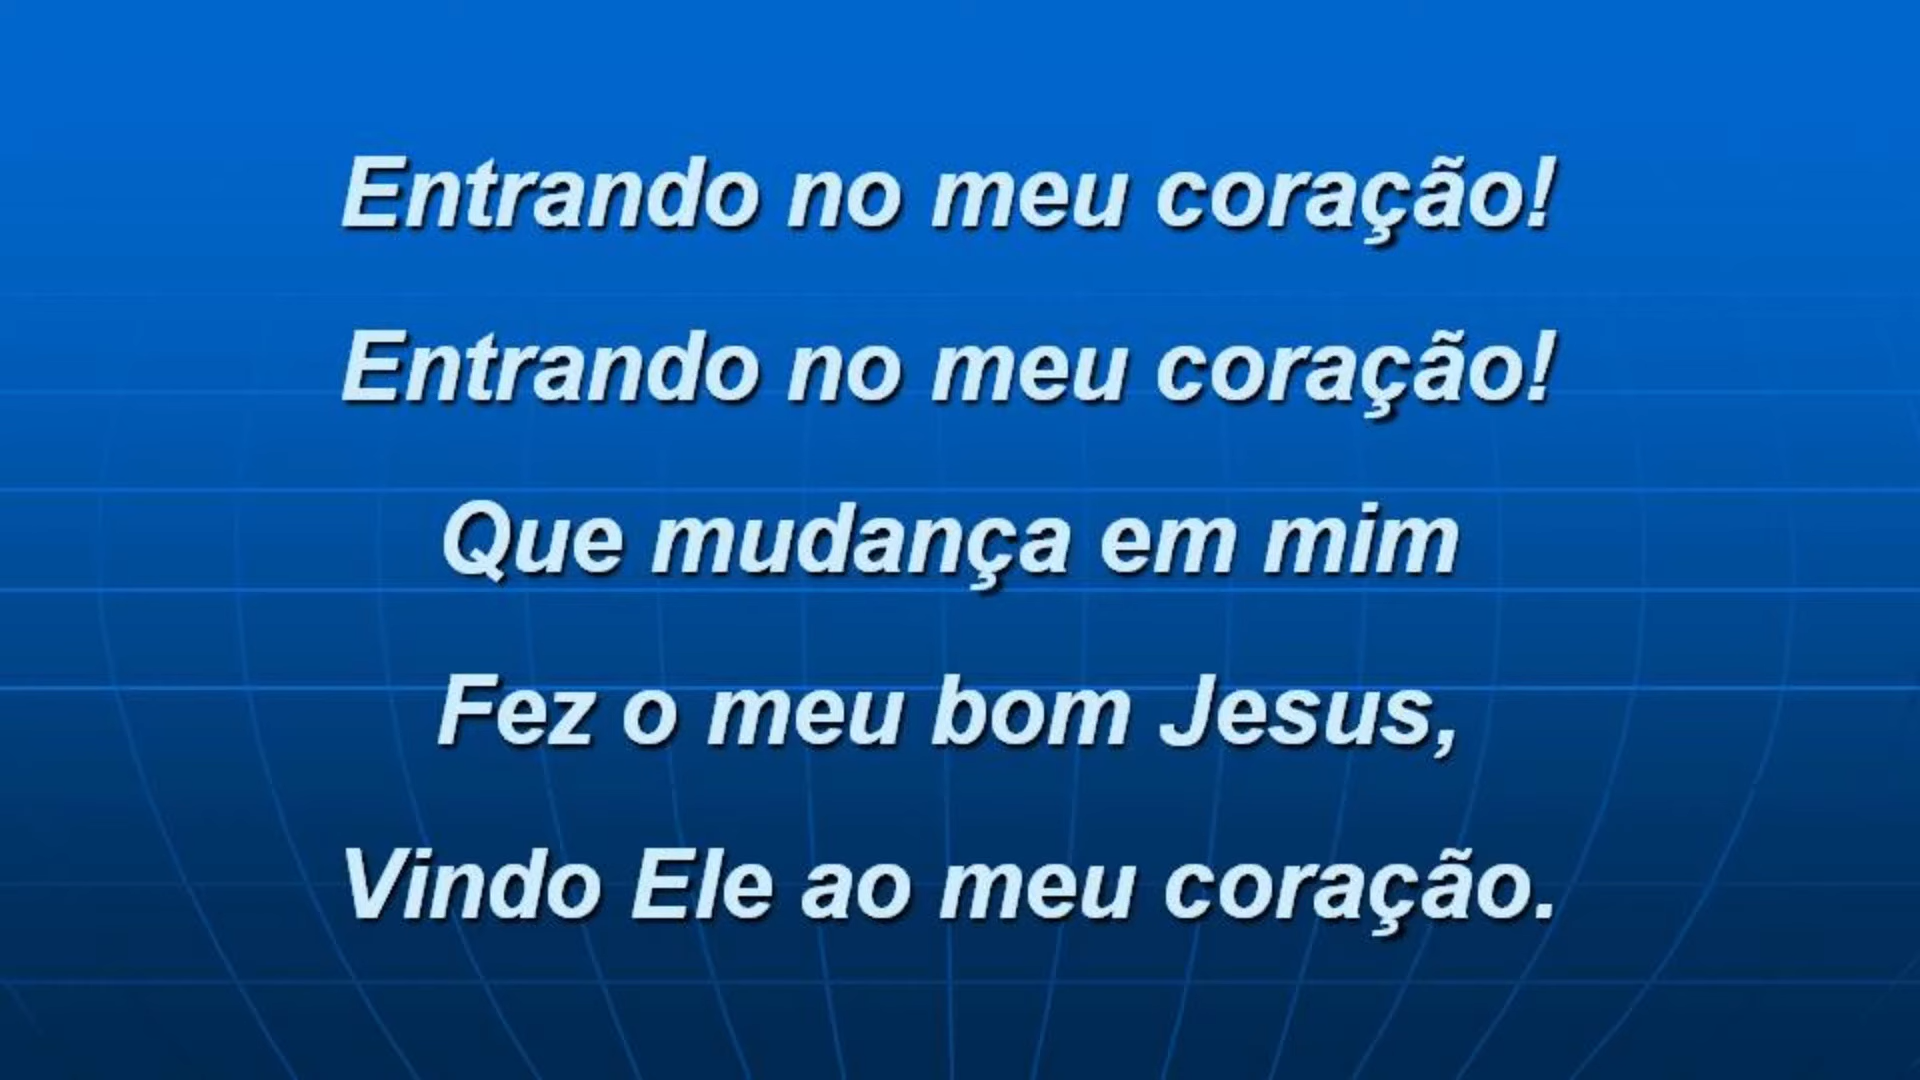 Entrando no meu coração!
Entrando no meu coração!
Que mudança em mim
Fez o meu bom Jesus,
Vindo Ele ao meu coração.